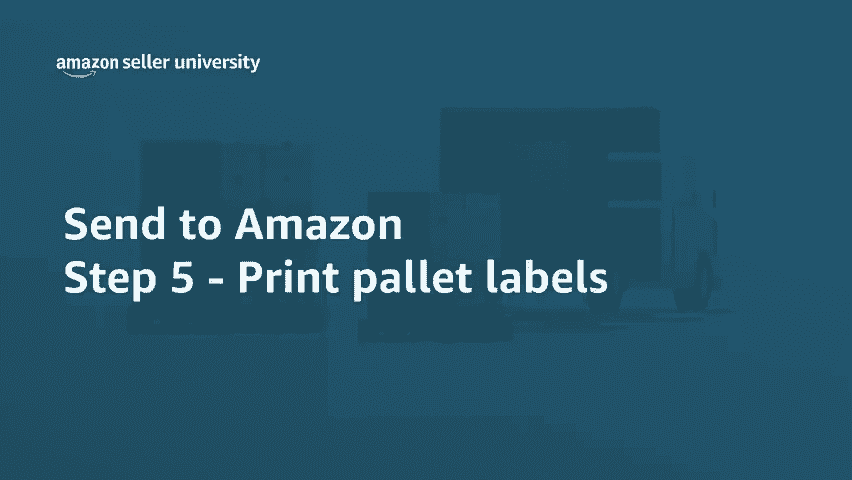 amazon seller university
Send to Amazon
Step 5 - Print pallet labels